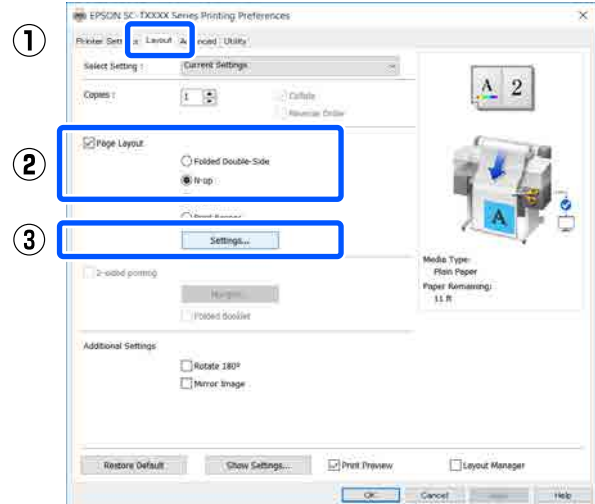 EPSON SC-TXXXX Series Printing Preferences
①
Layout
Utility
Select Setting :
Current Settings
Copies :
1
Collate
Reverse Order
A 2
②
Page Layout
Folded Double-Side
N-up
③
Settings...
A
Media Type:
Plain Paper
Paper Remaining:
11 ft
2-sided printing
Folded Booklet
Additional Settings
Rotate 180º
Mirror Image
Restore Default
Show Settings...
Print Preview
Layout Manager
OK
Cancel
Help